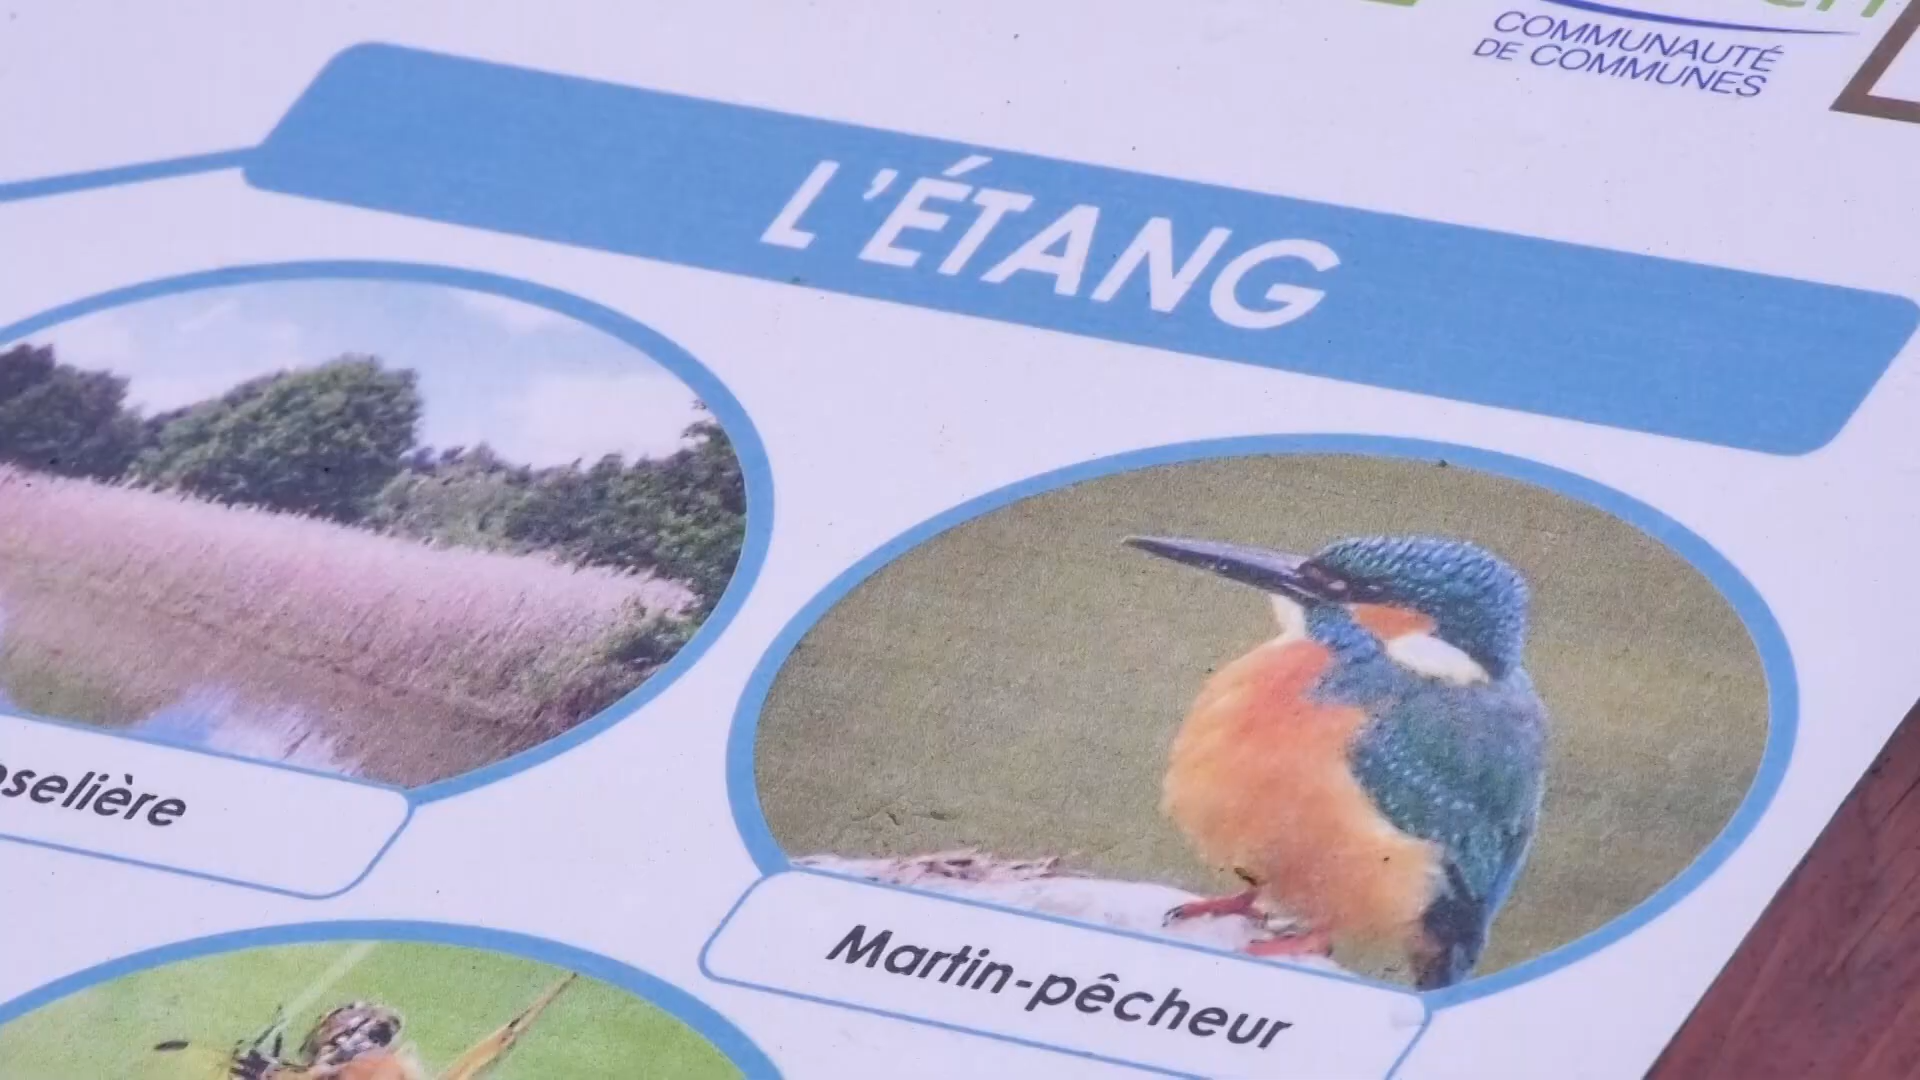 COMMUNAUTÉ
DE COMMUNES
L'ÉTANG
selière
Martin-pêcheur